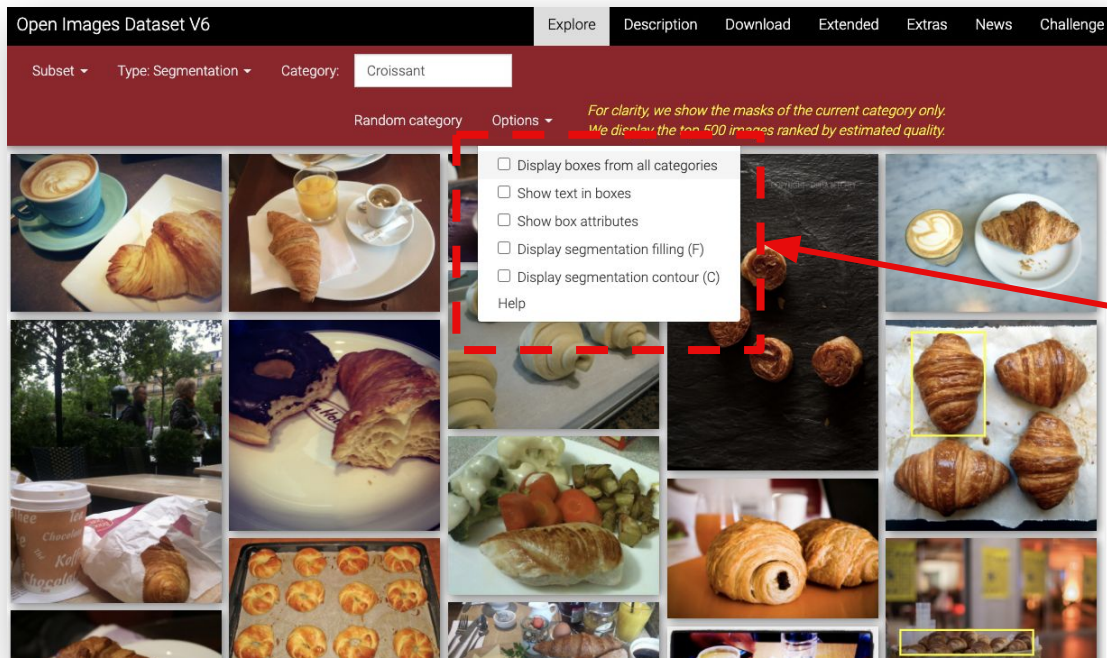 Open Images Dataset V6
Explore
Description
Download
Extended
Extras
News
Challenge
Subset
Type: Segmentation
Category:
Croissant
Random category
Options
For clarity, we show the masks of the current category only.
We display the top 500 images ranked by estimated quality.
Display boxes from all categories
Show text in boxes
Show box attributes
Display segmentation filling (F)
Display segmentation contour (C)
Help